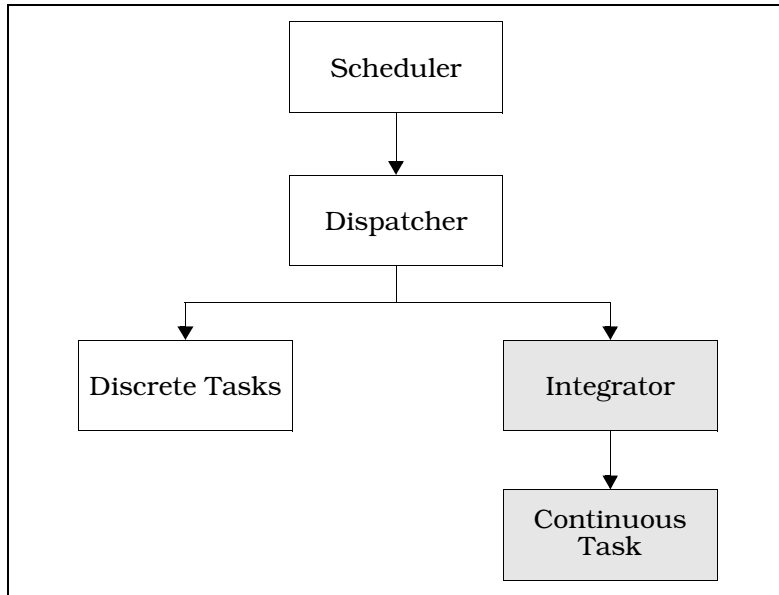 Scheduler
Dispatcher
Discrete Tasks
Integrator
Continuous
Task